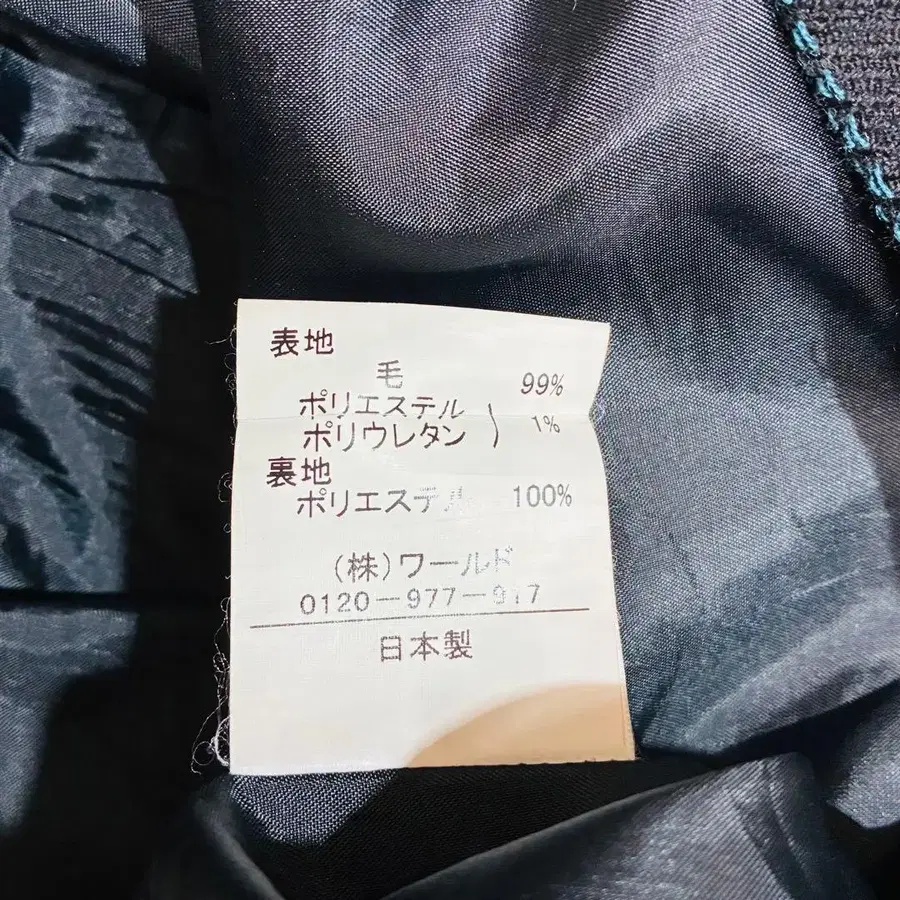 表地
毛 99%
ポリエステル
ポリウレタン ) 1%
裏地
ポリエステル 100%
(株)ワールド
0120-977-917
日本製